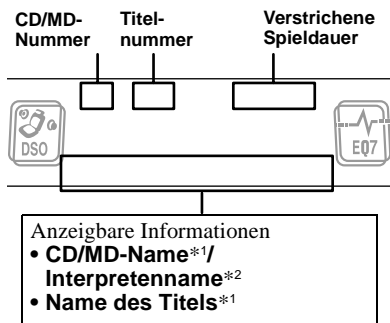 CD/MD-Nummer
Titel-nummer
Verstrichene Spieldauer
DSO
EQ7
Anzeigbare Informationen
• CD/MD-Name*1/
Interpretenname*2
• Name des Titels*1